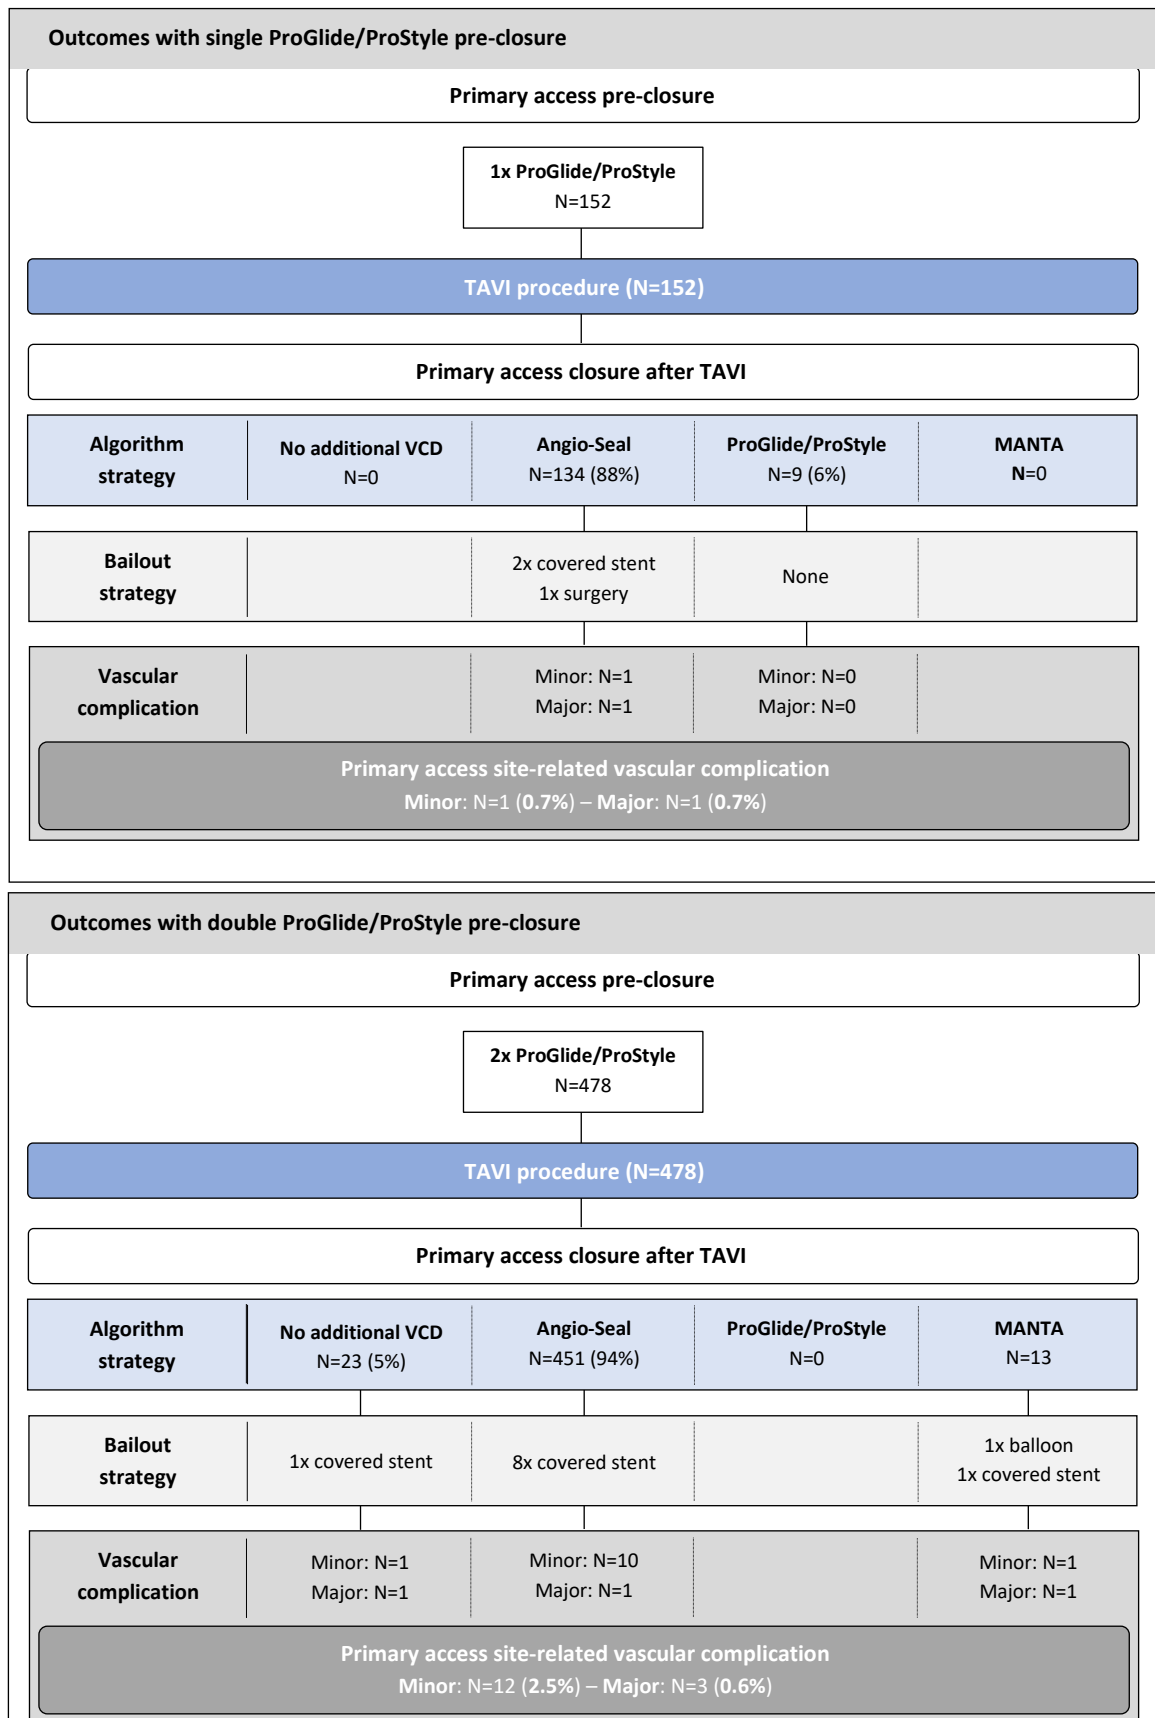 Outcomes with single ProGlide/ProStyle pre-closure
Primary access pre-closure
1x ProGlide/ProStyle
N=152
TAVI procedure (N=152)
Primary access closure after TAVI
Algorithm
strategy
No additional VCD
N=0
Angio-Seal
N=134 (88%)
ProGlide/ProStyle
N=9 (6%)
MANTA
N=0
Bailout
strategy
2x covered stent
1x surgery
None
Vascular
complication
Minor: N=1
Major: N=1
Minor: N=0
Major: N=0
Primary access site-related vascular complication
Minor: N=1 (0.7%) – Major: N=1 (0.7%)
Outcomes with double ProGlide/ProStyle pre-closure
Primary access pre-closure
2x ProGlide/ProStyle
N=478
TAVI procedure (N=478)
Primary access closure after TAVI
Algorithm
strategy
No additional VCD
N=23 (5%)
Angio-Seal
N=451 (94%)
ProGlide/ProStyle
N=0
MANTA
N=13
Bailout
strategy
1x covered stent
8x covered stent
1x balloon
1x covered stent
Vascular
complication
Minor: N=1
Major: N=1
Minor: N=10
Major: N=1
Minor: N=1
Major: N=1
Primary access site-related vascular complication
Minor: N=12 (2.5%) – Major: N=3 (0.6%)